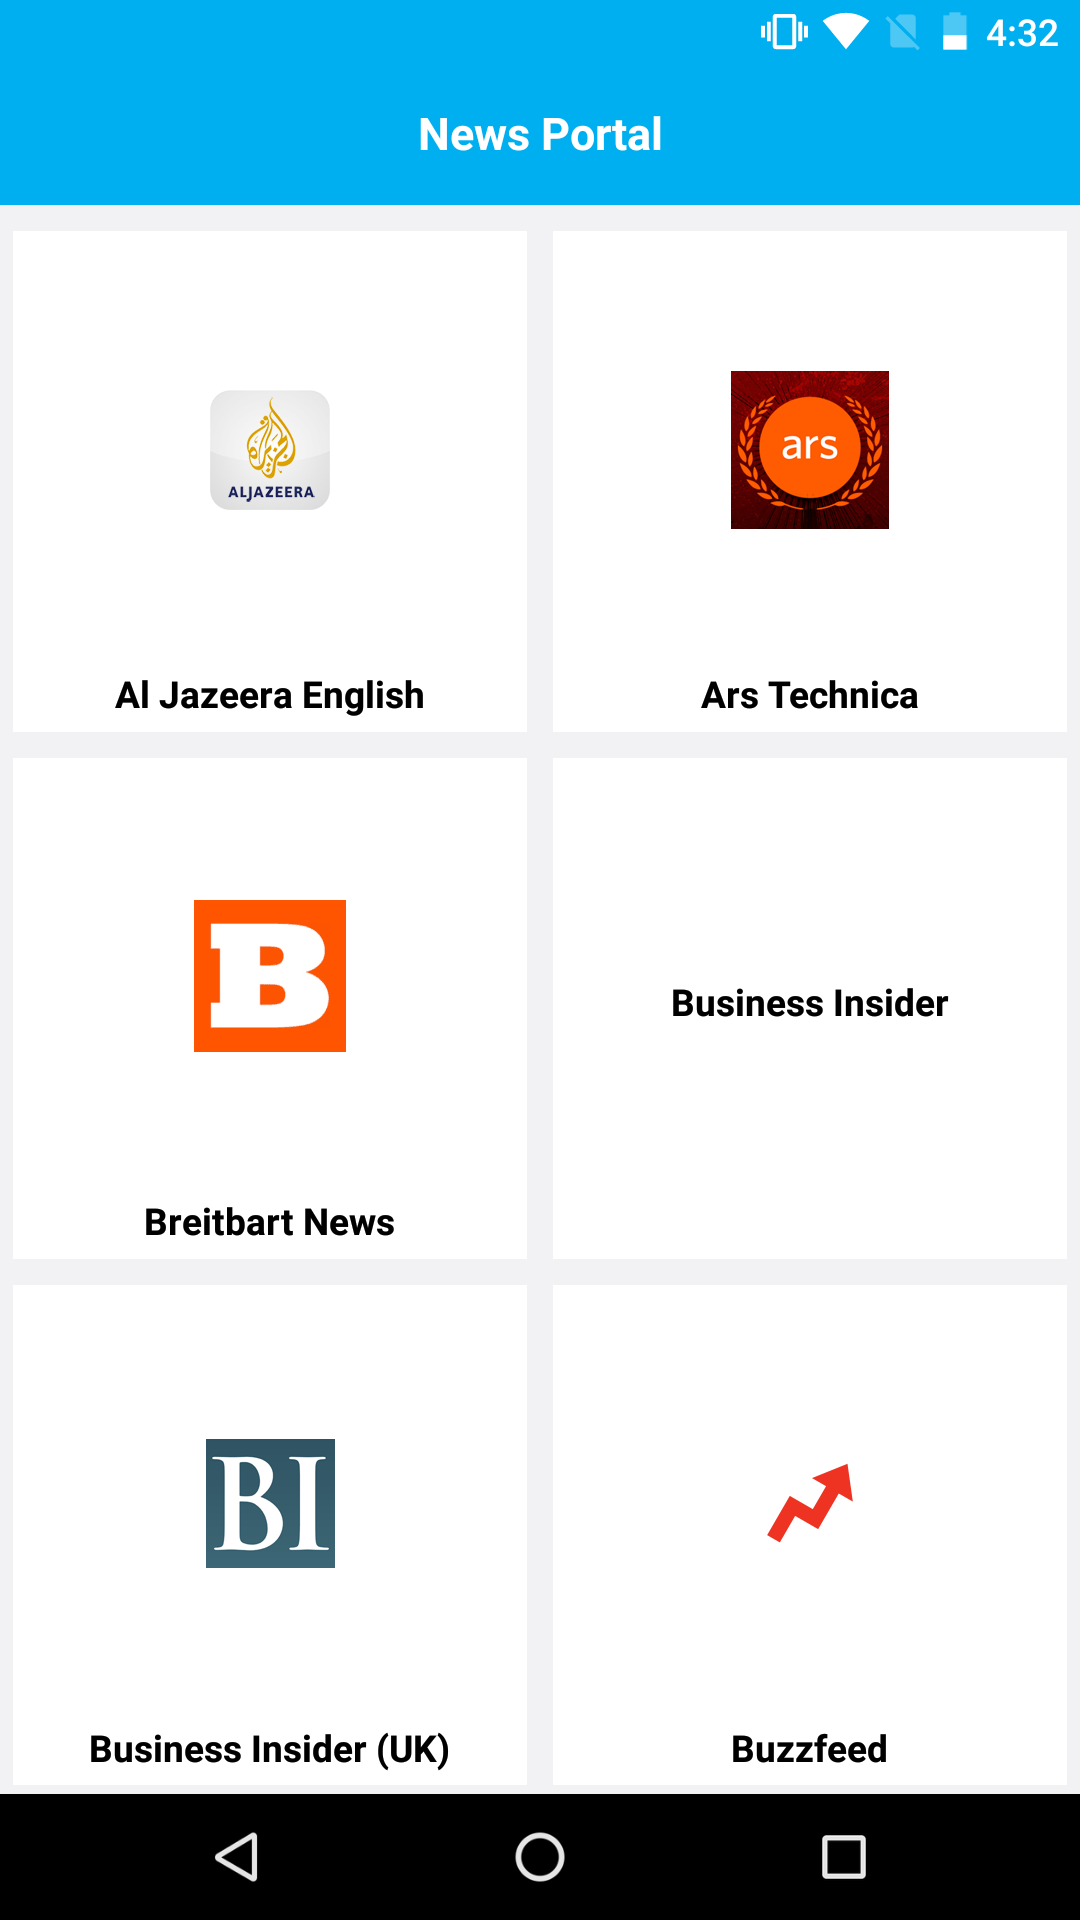 4:32
News Portal
ALJAZEERA
ars
Al Jazeera English
Ars Technica
B
Business Insider
Breitbart News
BI
Business Insider (UK)
Buzzfeed